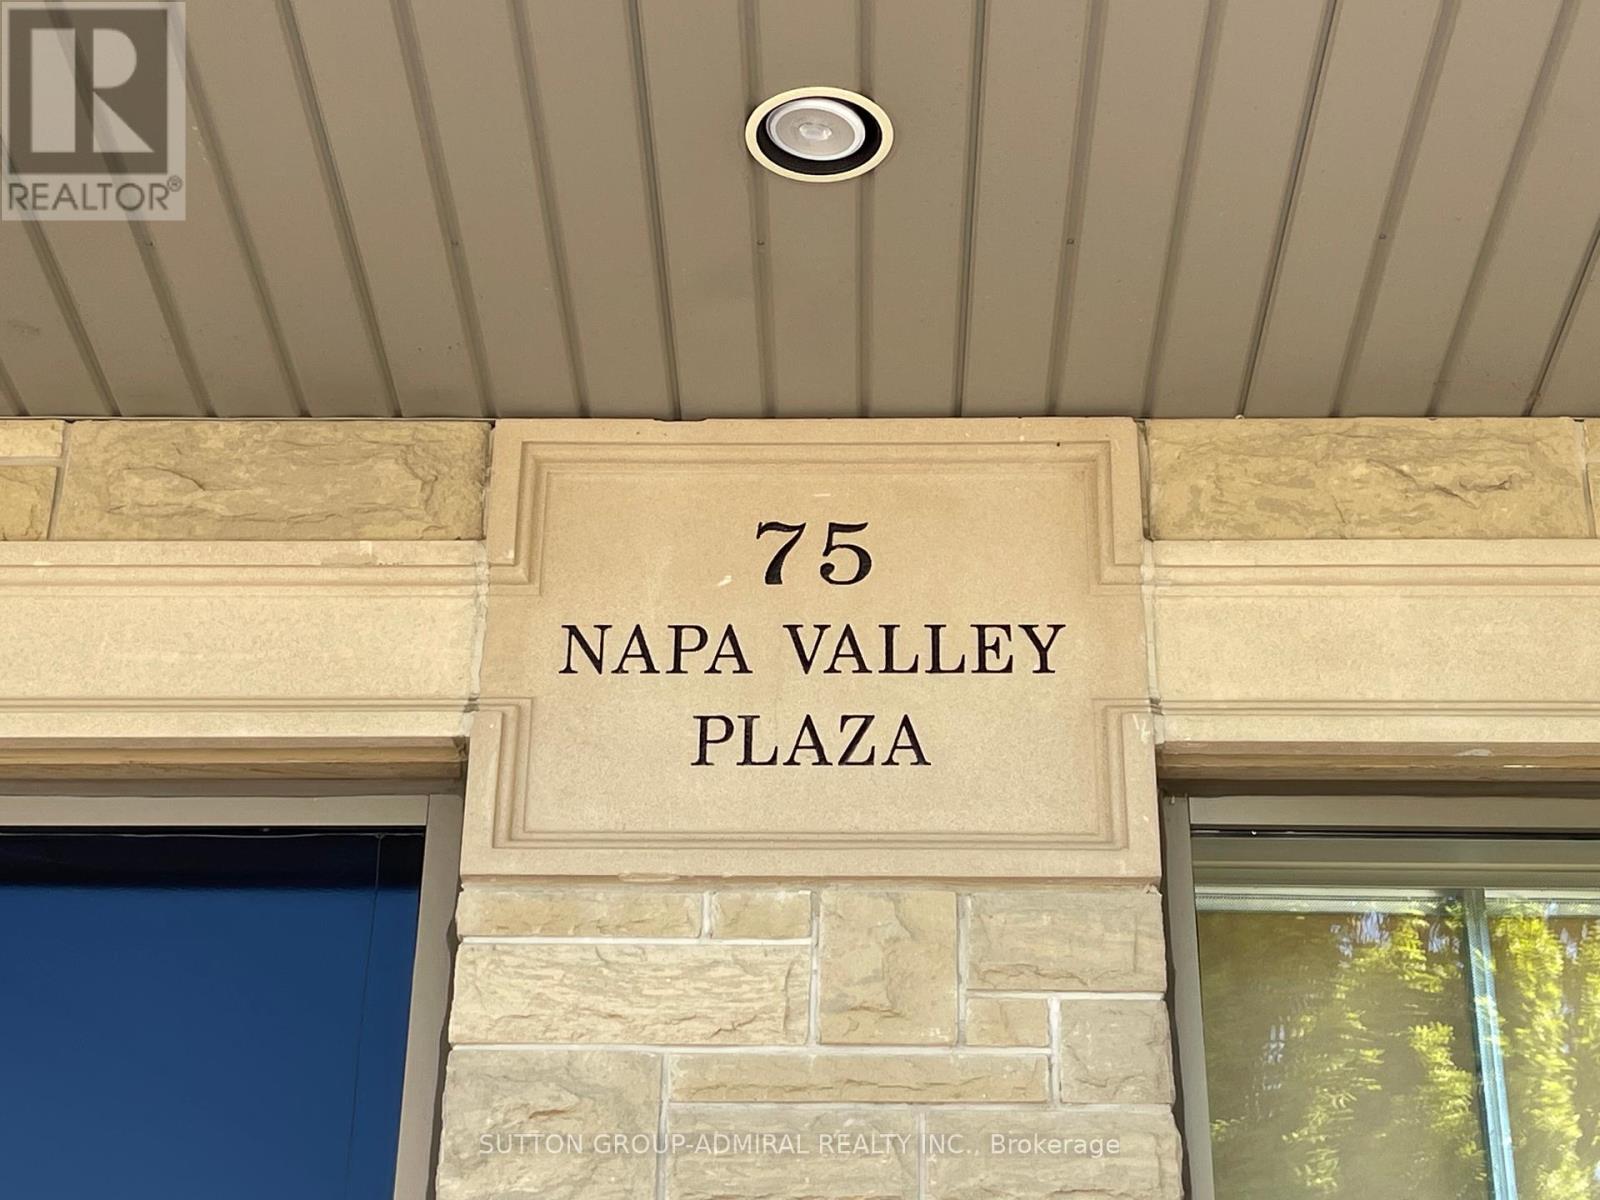 R
REALTOR®
75
NAPA VALLEY
PLAZA
SUTTON GROUP-ADMIRAL REALTY INC., Brokerage